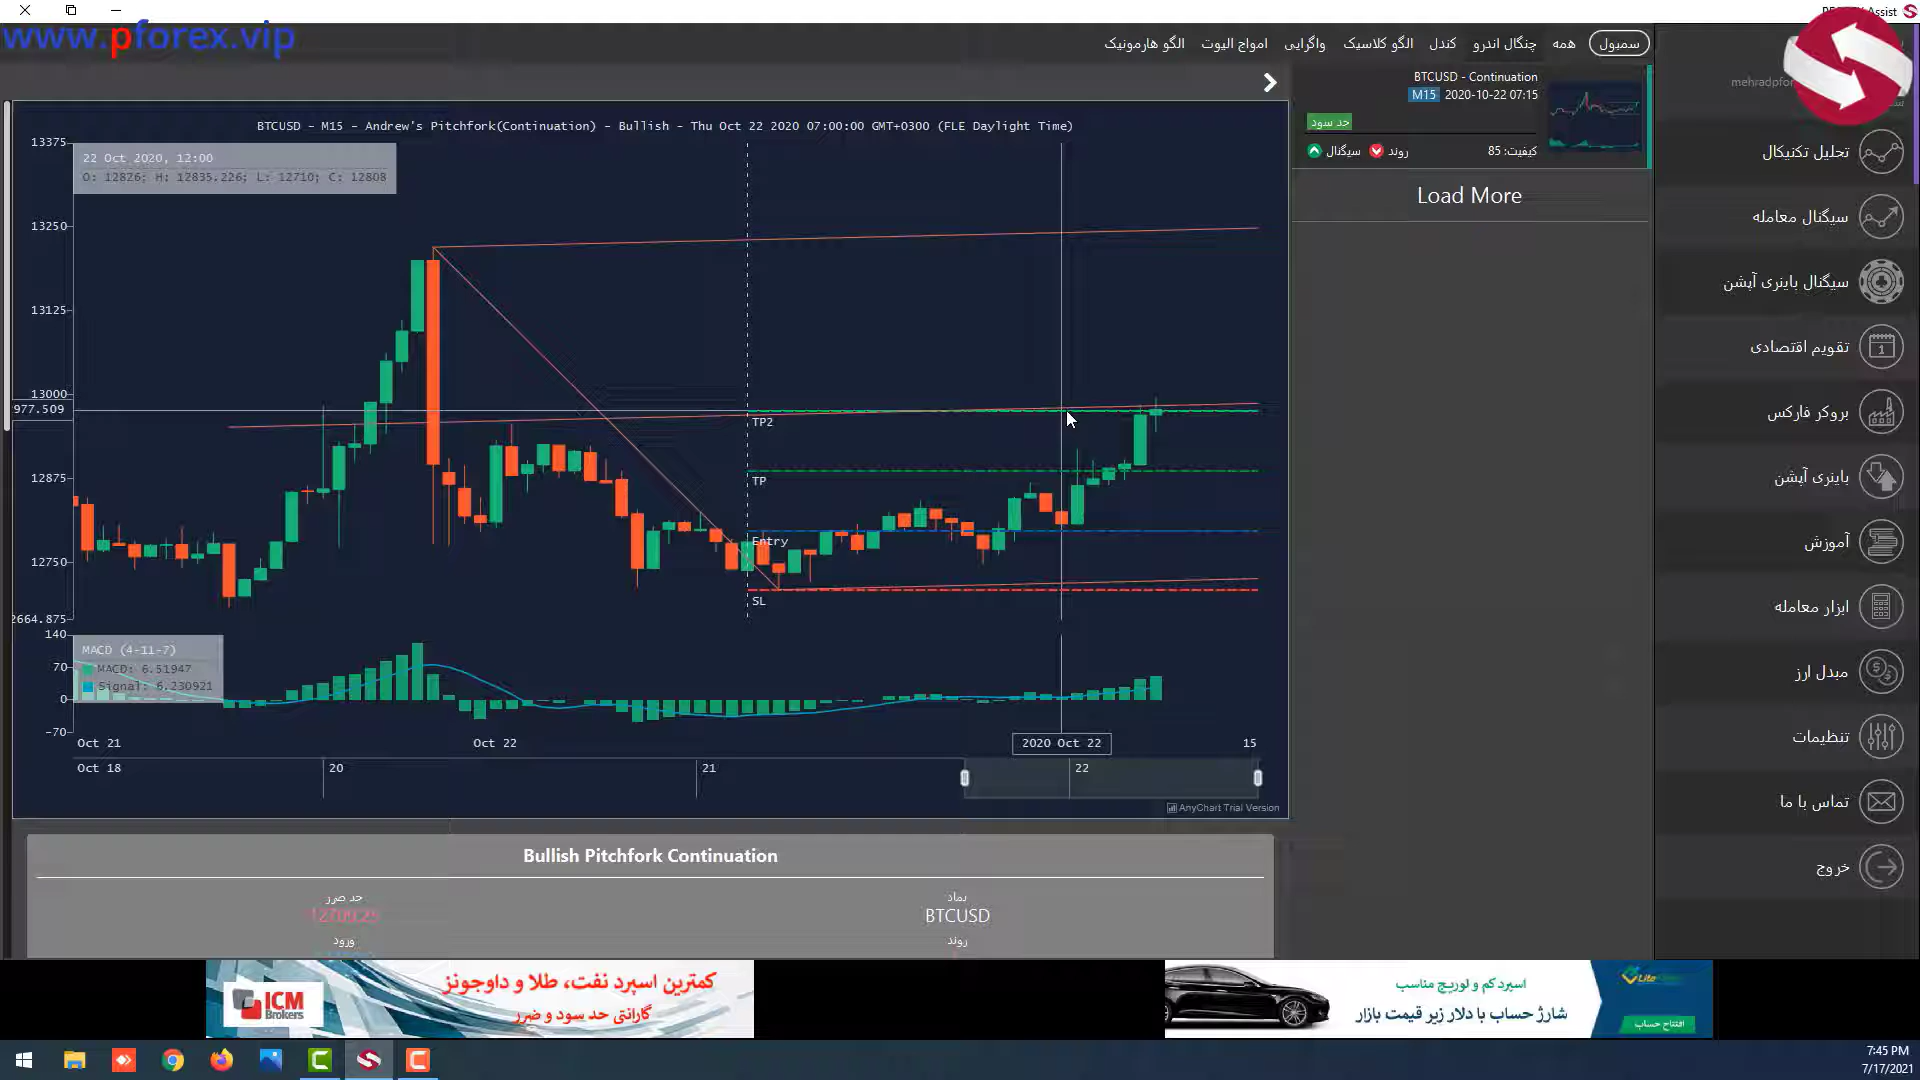 Assist
www.pforex.vip
سمبول
همه
چنگال اندرو
کندل
الگو کلاسیک
واگرایی
امواج الیوت
الگو هارمونیک
BTCUSD - Continuation
M15 2020-10-22 07:15
حد سود
کیفیت: 85
روند
سیگنال
Load More
BTCUSD - M15 - Andrew's Pitchfork(Continuation) - Bullish - Thu Oct 22 2020 07:00:00 GMT+0300 (FLE Daylight Time)
22 Oct 2020, 12:00
O: 12826; H: 12835.226; L: 12710; C: 12808
13375
13250
13125
13000
977.509
12875
12750
2664.875
TP2
TP
Entry
SL
140
70
0
-70
MACD (4-11-7)
MACD: 6.51947
Signal: 6.230921
Oct 21
Oct 22
2020 Oct 22
15
Oct 18
20
21
22
AnyChart Trial Version
Bullish Pitchfork Continuation
نماد
BTCUSD
روند
حد ضرر
12709.25
ورود
mehradpfor
تحلیل تکنیکال
سیگنال معامله
سیگنال باینری آپشن
تقویم اقتصادی
بروکر فارکس
باینری آپشن
آموزش
ابزار معامله
مبدل ارز
تنظیمات
تماس با ما
خروج
ICM
Brokers
کمترین اسپرد نفت، طلا و داوجونز
گارانتی حد سود و ضرر
اسپرد کم و لوریج مناسب
شارژ حساب با دلار زیر قیمت بازار
افتتاح حساب
7:45 PM
7/17/2021